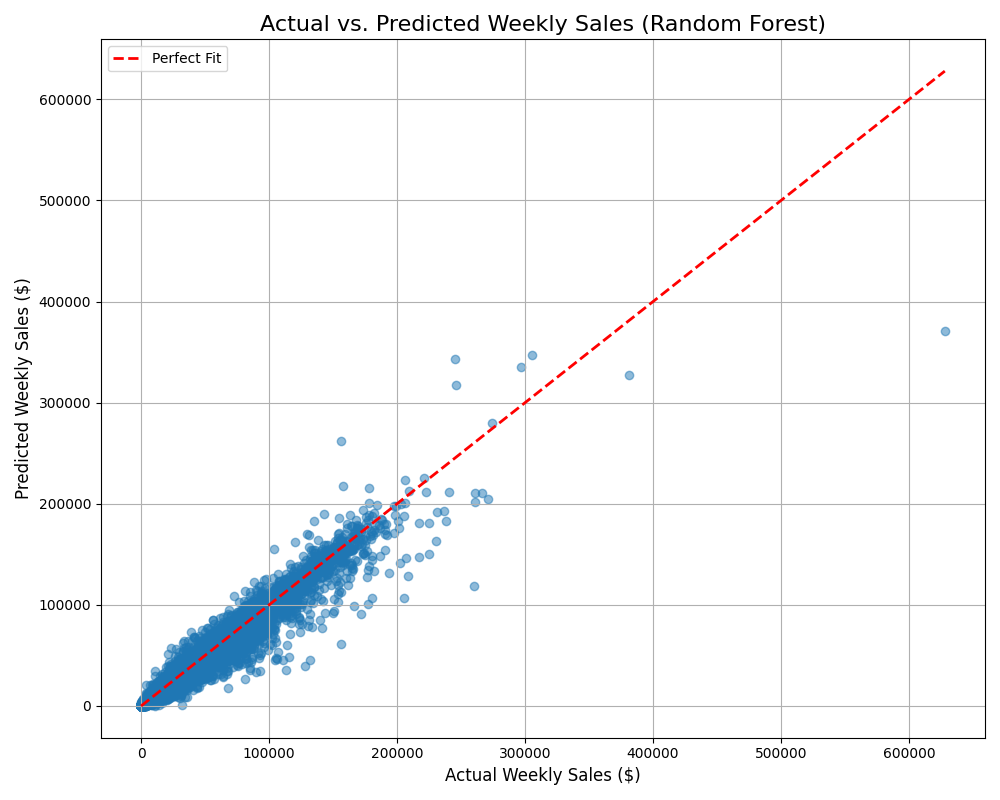 Actual vs. Predicted Weekly Sales (Random Forest)
Perfect Fit
Predicted Weekly Sales ($)
600000
500000
400000
300000
200000
100000
0
0 100000 200000 300000 400000 500000 600000
Actual Weekly Sales ($)